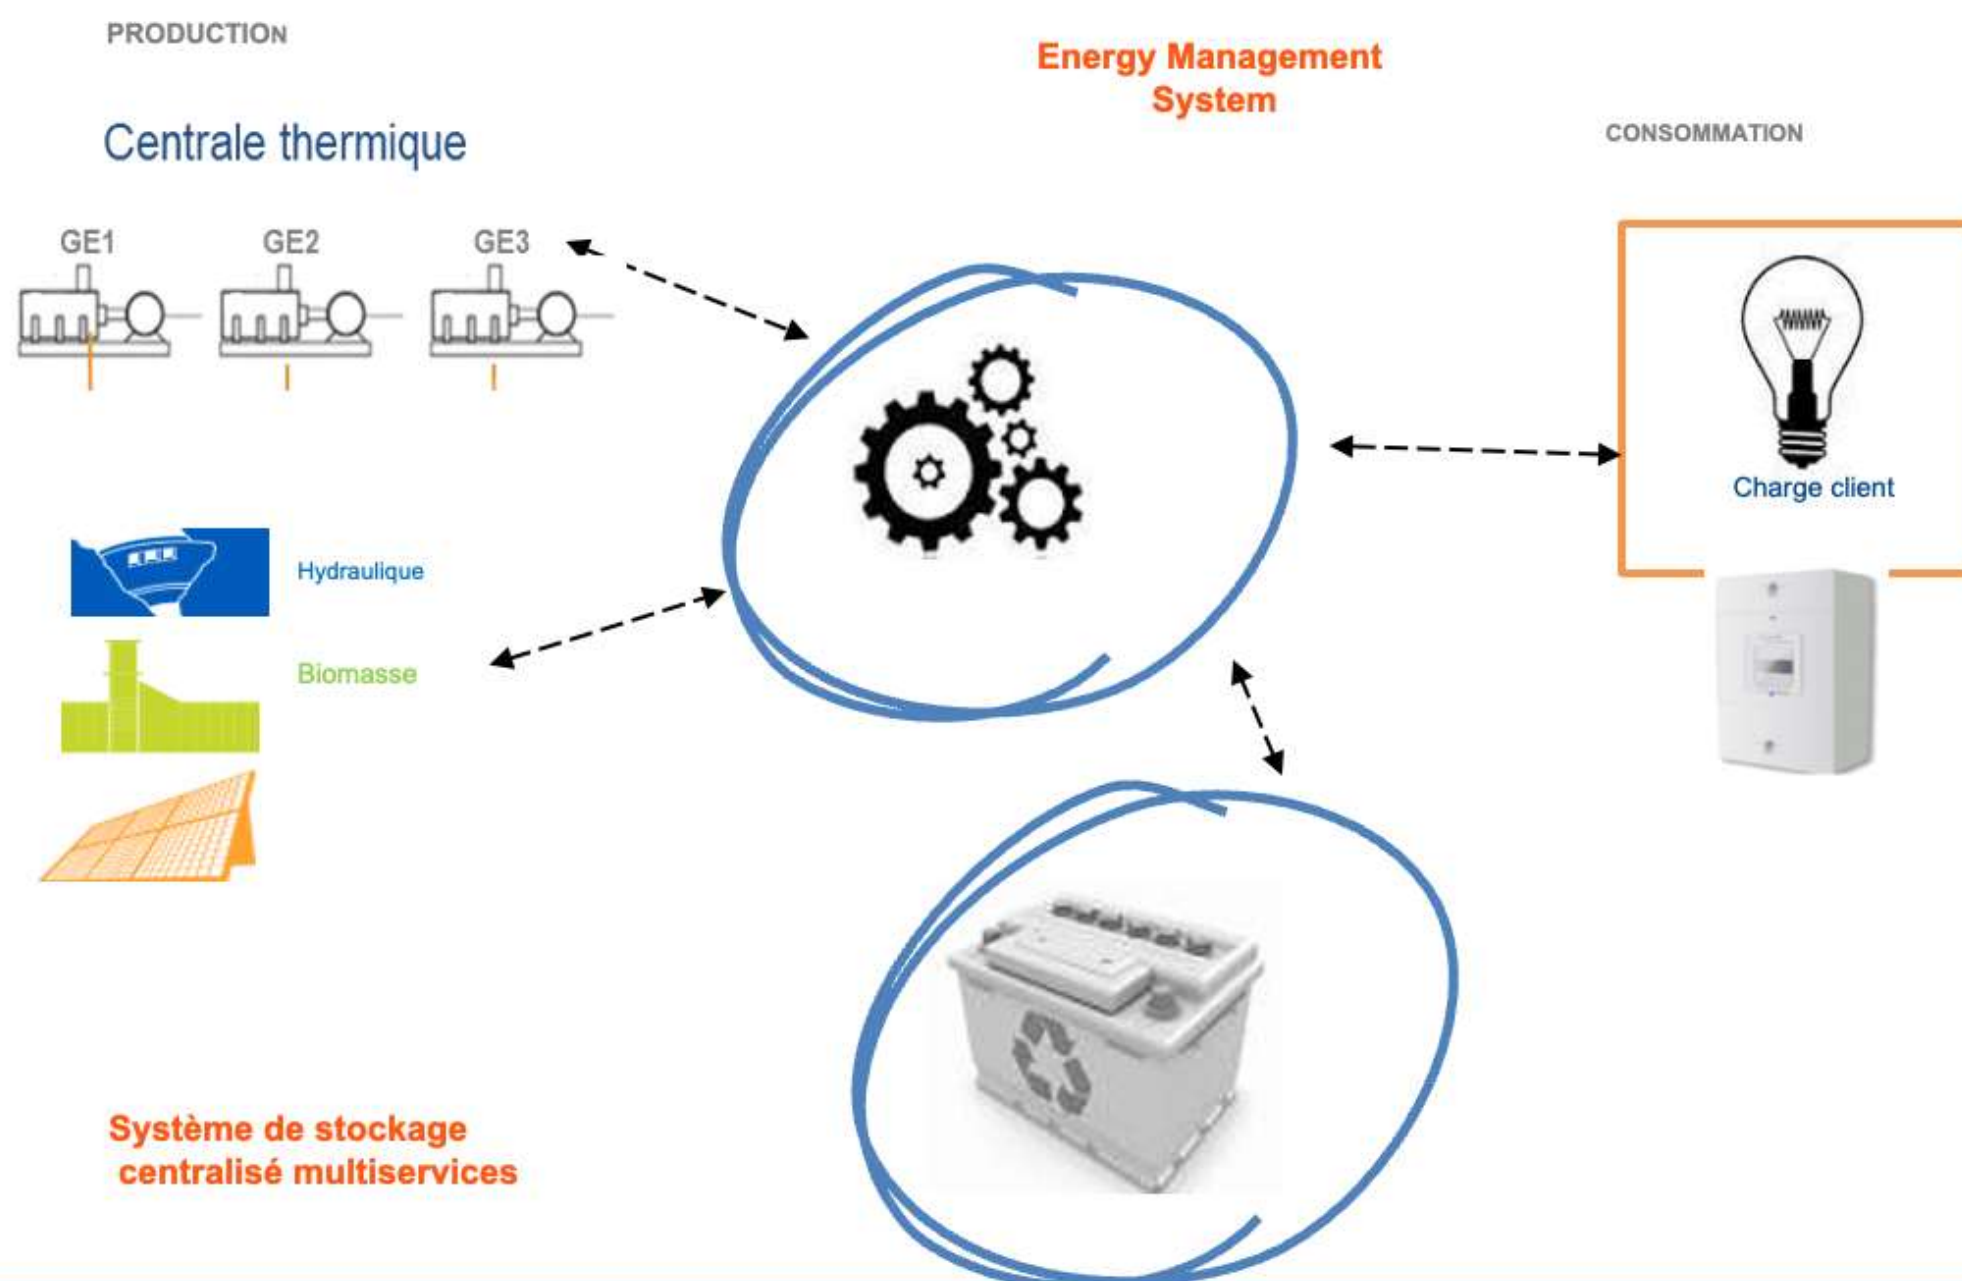 PRODUCTION
Energy Management
System
Centrale thermique
CONSOMMATION
GE1
GE2
GE3
Charge client
Hydraulique
Biomasse
Système de stockage
centralisé multiservices